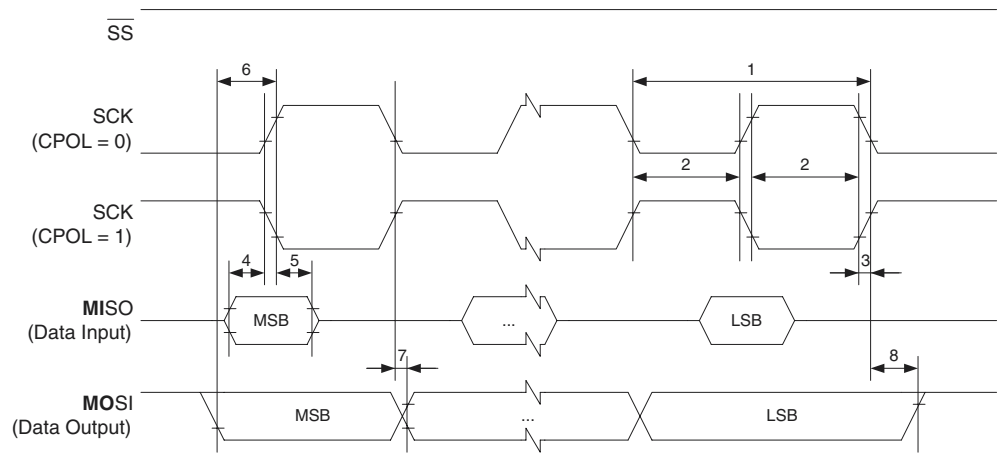 SS
6
1
SCK
(CPOL = 0)
2
2
SCK
(CPOL = 1)
4
5
3
MISO
(Data Input)
MSB
...
LSB
7
8
MOSI
(Data Output)
MSB
...
LSB